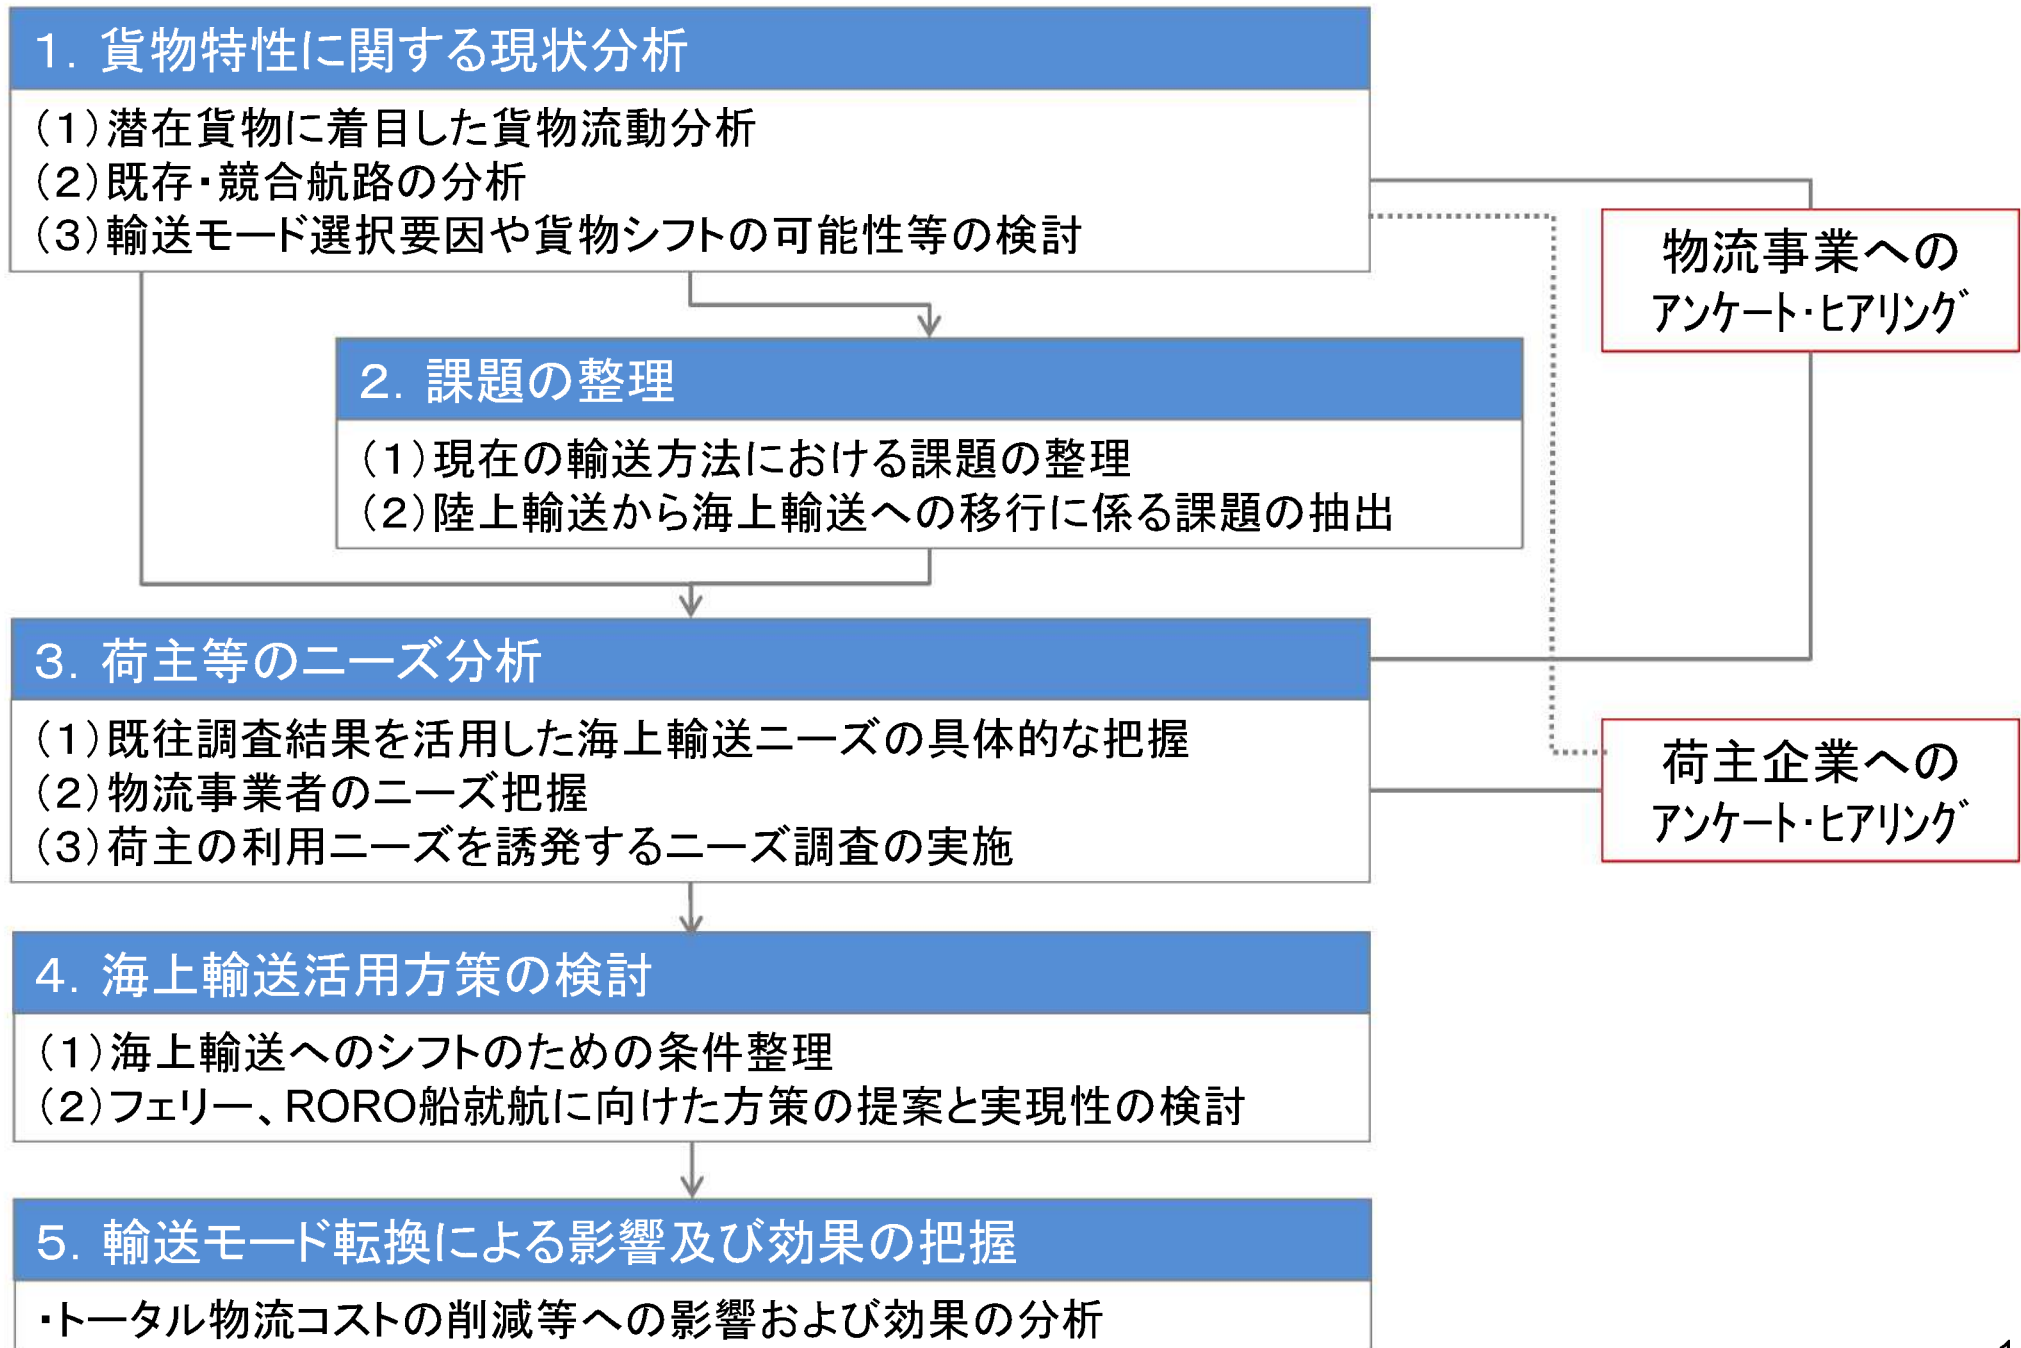 1．貨物特性に関する現状分析
（1）潜在貨物に着目した貨物流動分析
（2）既存・競合航路の分析
（3）輸送モード選択要因や貨物シフトの可能性等の検討
物流事業への
アンケート・ヒアリング
2．課題の整理
（1）現在の輸送方法における課題の整理
（2）陸上輸送から海上輸送への移行に係る課題の抽出
3．荷主等のニーズ分析
（1）既往調査結果を活用した海上輸送ニーズの具体的な把握
（2）物流事業者のニーズ把握
（3）荷主の利用ニーズを誘発するニーズ調査の実施
荷主企業への
アンケート・ヒアリング
4．海上輸送活用方策の検討
（1）海上輸送へのシフトのための条件整理
（2）フェリー、RORO船就航に向けた方策の提案と実現性の検討
5．輸送モード転換による影響及び効果の把握
・トータル物流コストの削減等への影響および効果の分析